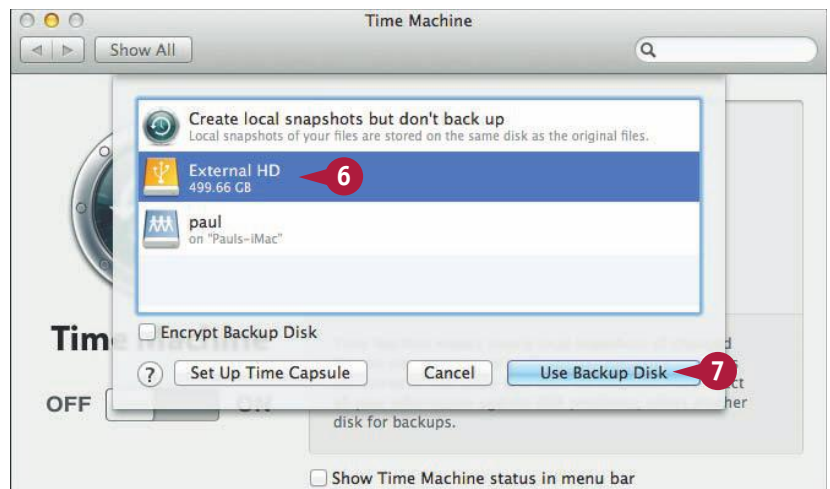 Time Machine
Show All
Create local snapshots but don't back up
Local snapshots of your files are stored on the same disk as the original files.
External HD
499.66 GB
6
paul
on "Pauls-iMac"
Encrypt Backup Disk
Time Machine
? Set Up Time Capsule Cancel Use Backup Disk 7
OFF ON
disk for backups.
Show Time Machine status in menu bar